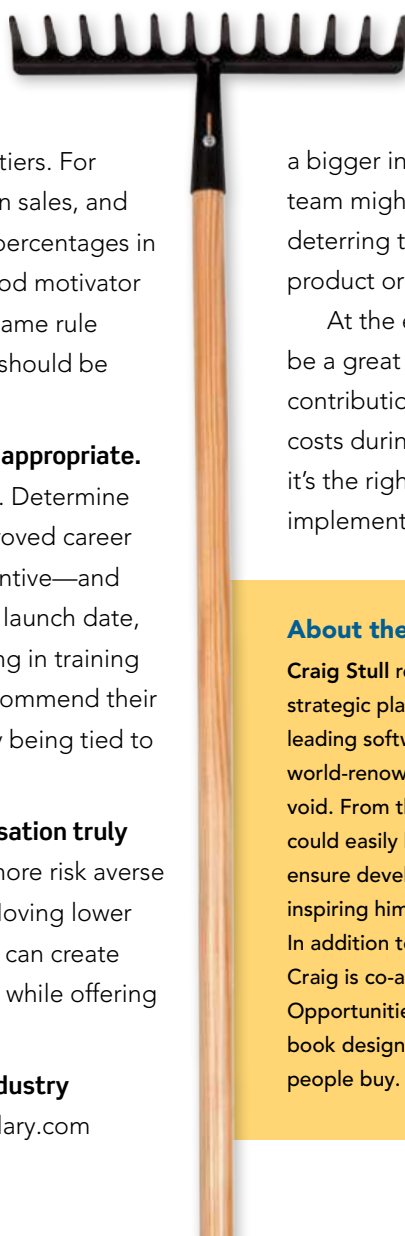 tiers. For
n sales, and
percentages in
od motivator
ame rule
should be
appropriate.
. Determine
roved career
ntive—and
launch date,
ng in training
commend their
y being tied to
sation truly
more risk averse
loving lower
can create
while offering
dustry
lary.com
a bigger in
team migh
deterring t
product or
At the e
be a great
contributio
costs durin
it's the righ
implement
About the
Craig Stull r
strategic pla
leading softw
world-renow
void. From th
could easily
ensure devel
inspiring him
In addition to
Craig is co-a
Opportunitie
book design
people buy.